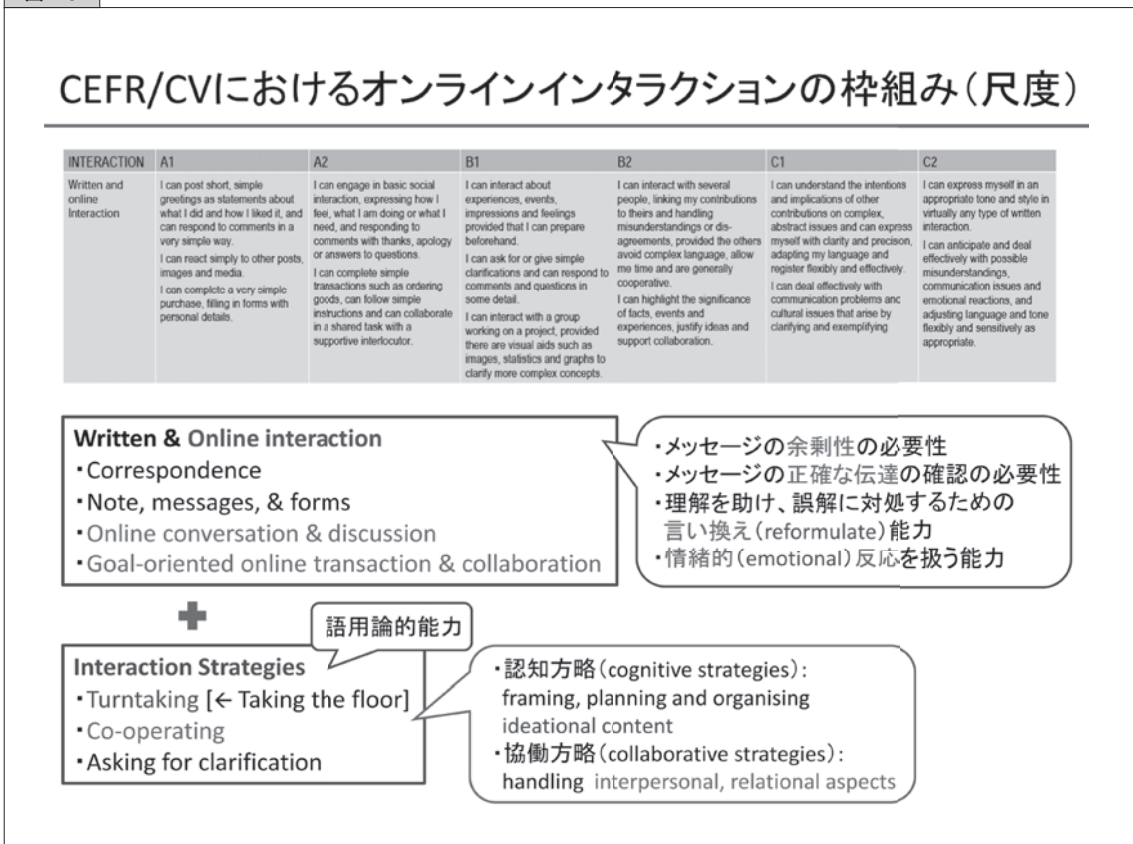 CEFR/CVにおけるオンラインインタラクションの枠組み(尺度)
INTERACTION A1 A2 B1 B2 C1 C2
Written and
online
Interaction
I can post short, simple
greetings as statements about
what I did and how I liked it, and
can respond to comments in a
very simple way.
I can react simply to other posts,
images and media.
I can complete a very simple
purchase, filling in forms with
personal details.
I can engage in basic social
interaction, expressing how I
feel, what I am doing or what I
need, and responding to
comments with thanks, apology
or answers to questions.
I can complete simple
transactions such as ordering
goods, can follow simple
instructions and can collaborate
in a shared task with a
supportive interlocutor.
I can interact about
experiences, events,
impressions and feelings
provided that I can prepare
beforehand.
I can ask for or give simple
clarifications and can respond to
comments and questions in
some detail.
I can interact with a group
working on a project, provided
there are visual aids such as
images, statistics and graphs to
clarify more complex concepts.
I can interact with several
people, linking my contributions
to theirs and handling
misunderstandings or dis-
agreements, provided the others
avoid complex language, allow
me time and are generally
cooperative.
I can highlight the significance
of facts, events and
experiences, justify ideas and
support collaboration.
I can understand the intentions
and implications of other
contributions on complex,
abstract issues and can express
myself with clarity and precision,
adapting my language and
register flexibly and effectively.
I can deal effectively with
communication problems and
cultural issues that arise by
clarifying and exemplifying
I can express myself in an
appropriate tone and style in
virtually any type of written
interaction.
I can anticipate and deal
effectively with possible
misunderstandings,
communication issues and
emotional reactions, and
adjusting language and tone
flexibly and sensitively as
appropriate.
Written & Online interaction
・Correspondence
・Note, messages, & forms
・Online conversation & discussion
・Goal-oriented online transaction & collaboration
・メッセージの余剰性の必要性
・メッセージの正確な伝達の確認の必要性
・理解を助け、誤解に対処するための
言い換え(reformulate)能力
・情緒的(emotional)反応を扱う能力
語用論的能力
Interaction Strategies
・Turntaking [← Taking the floor]
・Co-operating
・Asking for clarification
・認知方略(cognitive strategies):
framing, planning and organising
ideational content
・協働方略(collaborative strategies):
handling interpersonal, relational aspects